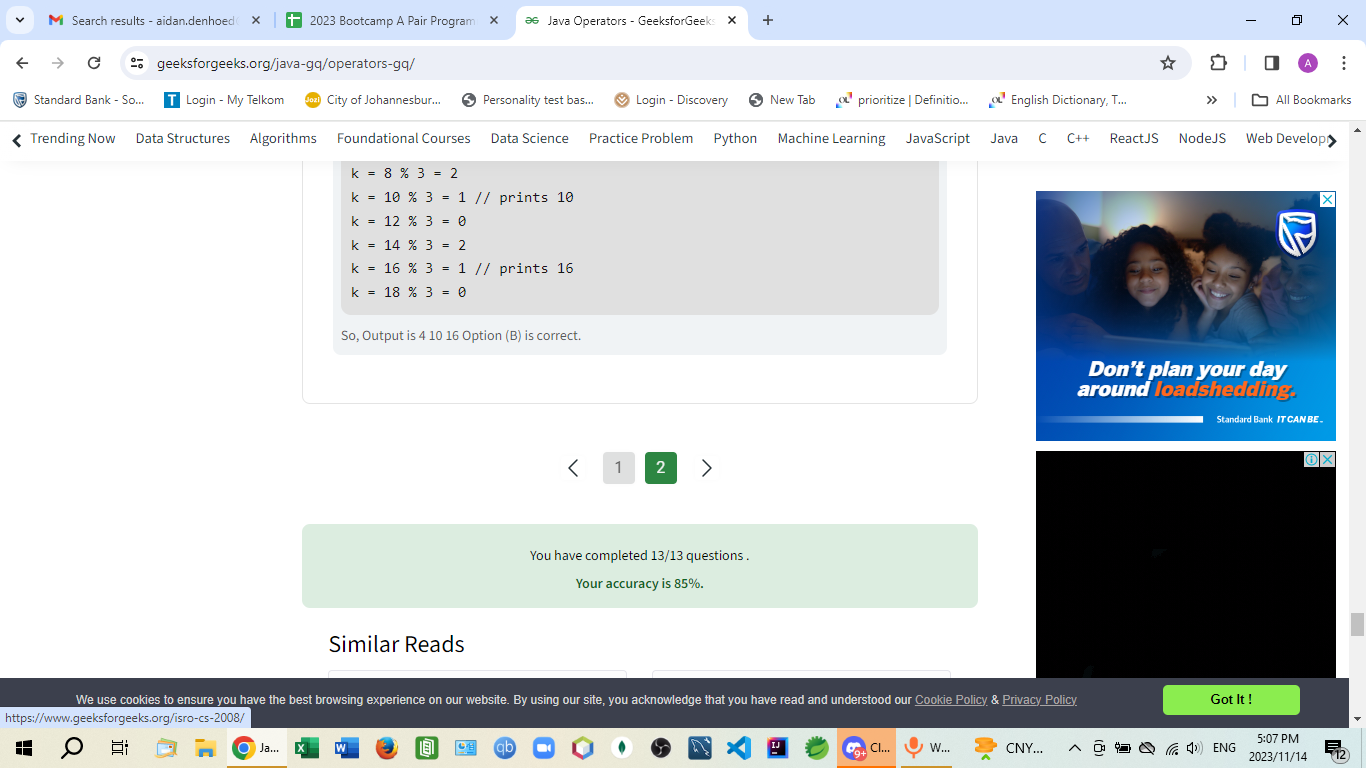 Search results - aidan.denhoed
2023 Bootcamp A Pair Program
Java Operators - GeeksforGeeks
geeksforgeeks.org/java-gq/operators-gq/
A
Standard Bank - So...
Login - My Telkom
City of Johannesbur...
Personality test bas...
Login - Discovery
New Tab
prioritize | Definitio...
English Dictionary, T...
All Bookmarks
Trending Now
Data Structures
Algorithms
Foundational Courses
Data Science
Practice Problem
Python
Machine Learning
JavaScript
Java
C
C++
ReactJS
NodeJS
Web Develop
k = 8 % 3 = 2
k = 10 % 3 = 1 // prints 10
k = 12 % 3 = 0
k = 14 % 3 = 2
k = 16 % 3 = 1 // prints 16
k = 18 % 3 = 0
So, Output is 4 10 16 Option (B) is correct.
Don't plan your day
around loadshedding.
Standard Bank IT CAN BE™
1
2
You have completed 13/13 questions .
Your accuracy is 85%.
Similar Reads
We use cookies to ensure you have the best browsing experience on our website. By using our site, you acknowledge that you have read and understood our Cookie Policy & Privacy Policy
Got It !
https://www.geeksforgeeks.org/isro-cs-2008/
Ja...
Cl...
9+
W...
CNY...
ENG
5:07 PM
2023/11/14
12